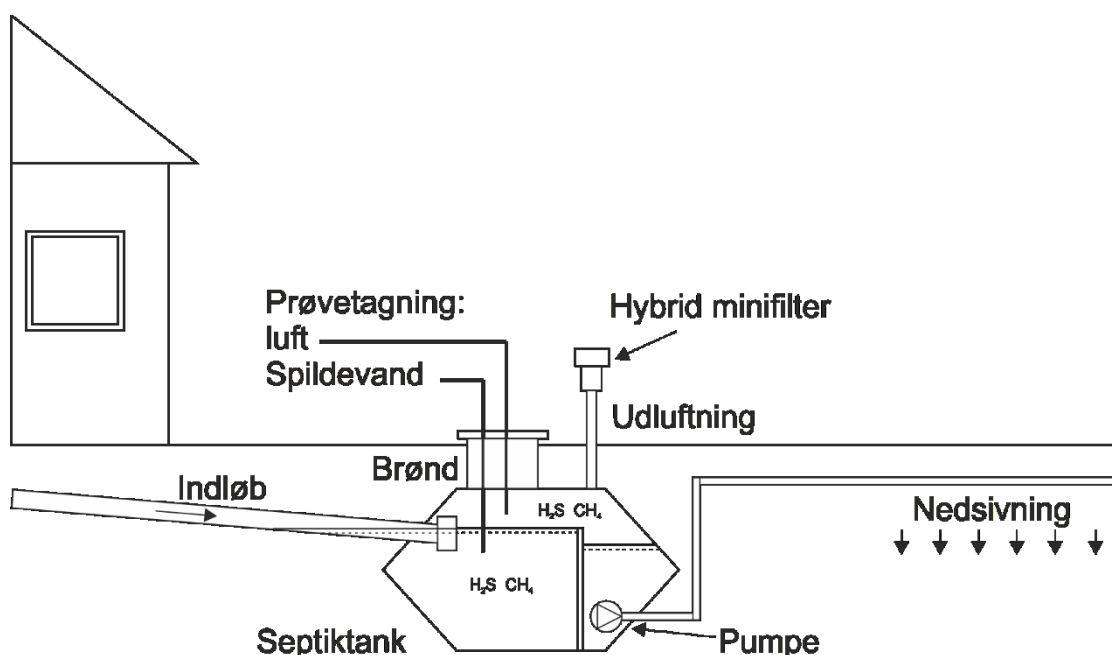 Prøvetagning:
luft
Spildevand
Hybrid minifilter
Udluftning
Brønd
Indløb
H₂S CH₄
Nedsivning
H₂S CH₄
Septiktank
Pumpe